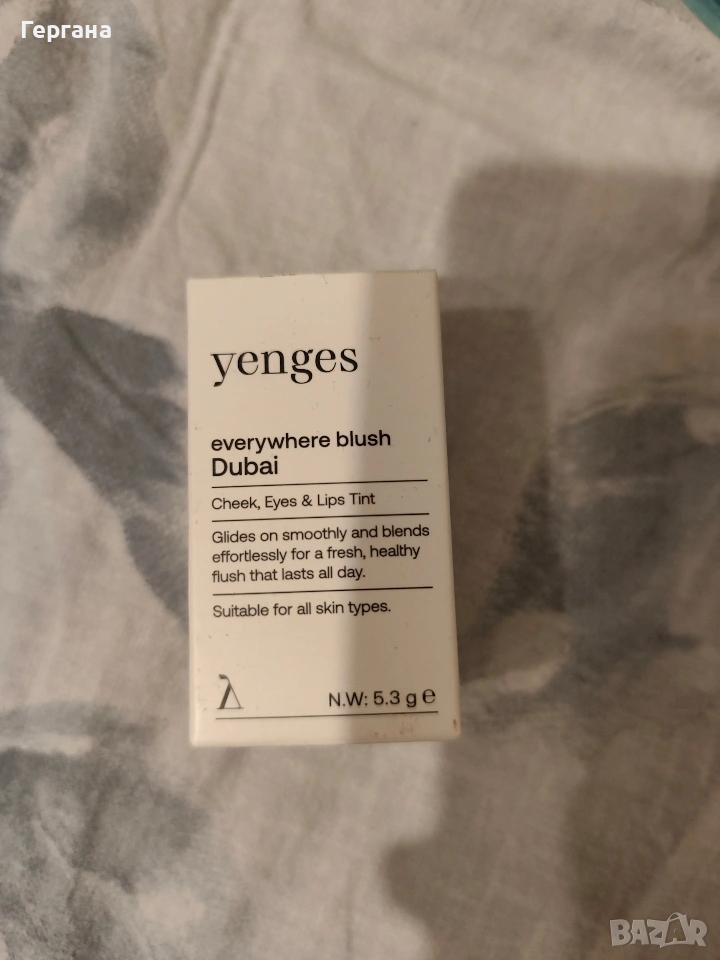 Гергана
yenges
everywhere blush
Dubai
Cheek, Eyes & Lips Tint
Glides on smoothly and blends
effortlessly for a fresh, healthy
flush that lasts all day.
Suitable for all skin types.
N.W: 5.3 g e
BAZAR